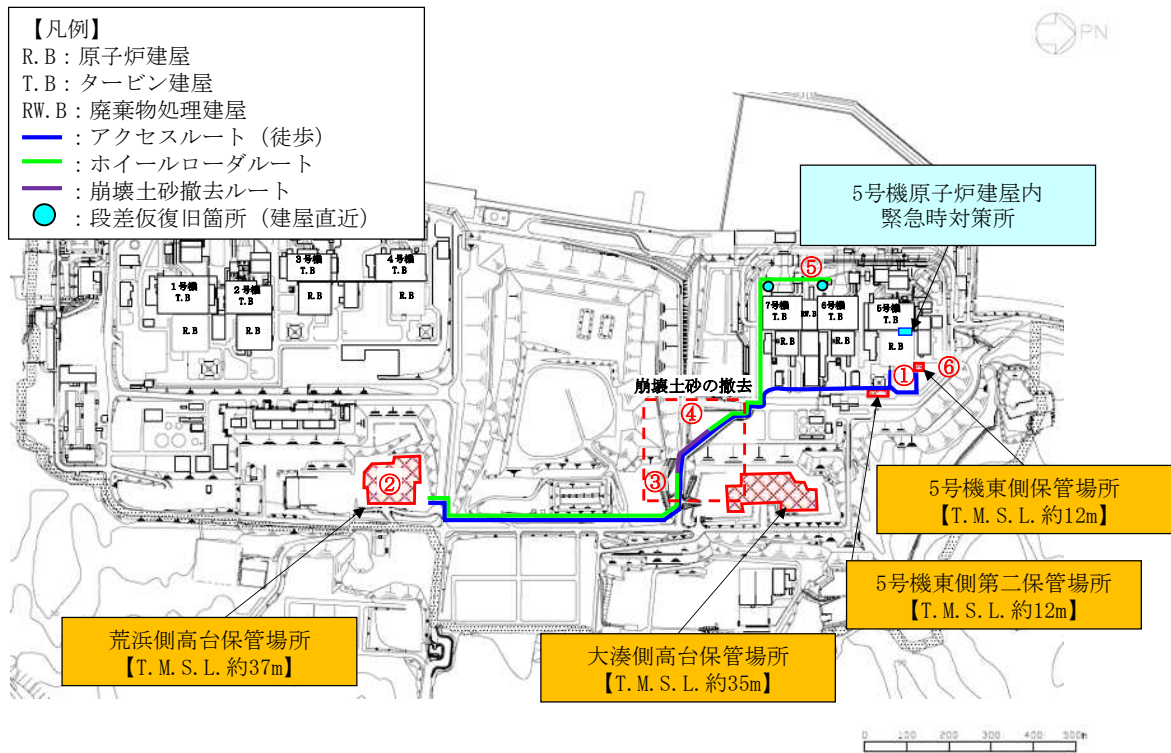 【凡例】
R.B：原子炉建屋
T.B：タービン建屋
RW.B：廃棄物処理建屋
：アクセスルート（徒歩）
：ホイールローダルート
：崩壊土砂撤去ルート
：段差仮復旧箇所（建屋直近）
PN
5号機原子炉建屋内
緊急時対策所
1号機
T.B
R.B
2号機
T.B
R.B
3号機
T.B
R.B
4号機
T.B
R.B
⑤
7号機
T.B
RW.B
6号機
T.B
5号機
T.B
R.B
R.B
R.B
①
⑥
崩壊土砂の撤去
④
③
②
5号機東側保管場所
【T.M.S.L.約12m】
5号機東側第二保管場所
【T.M.S.L.約12m】
荒浜側高台保管場所
【T.M.S.L.約37m】
大湊側高台保管場所
【T.M.S.L.約35m】
0 100 200 300 400 500m